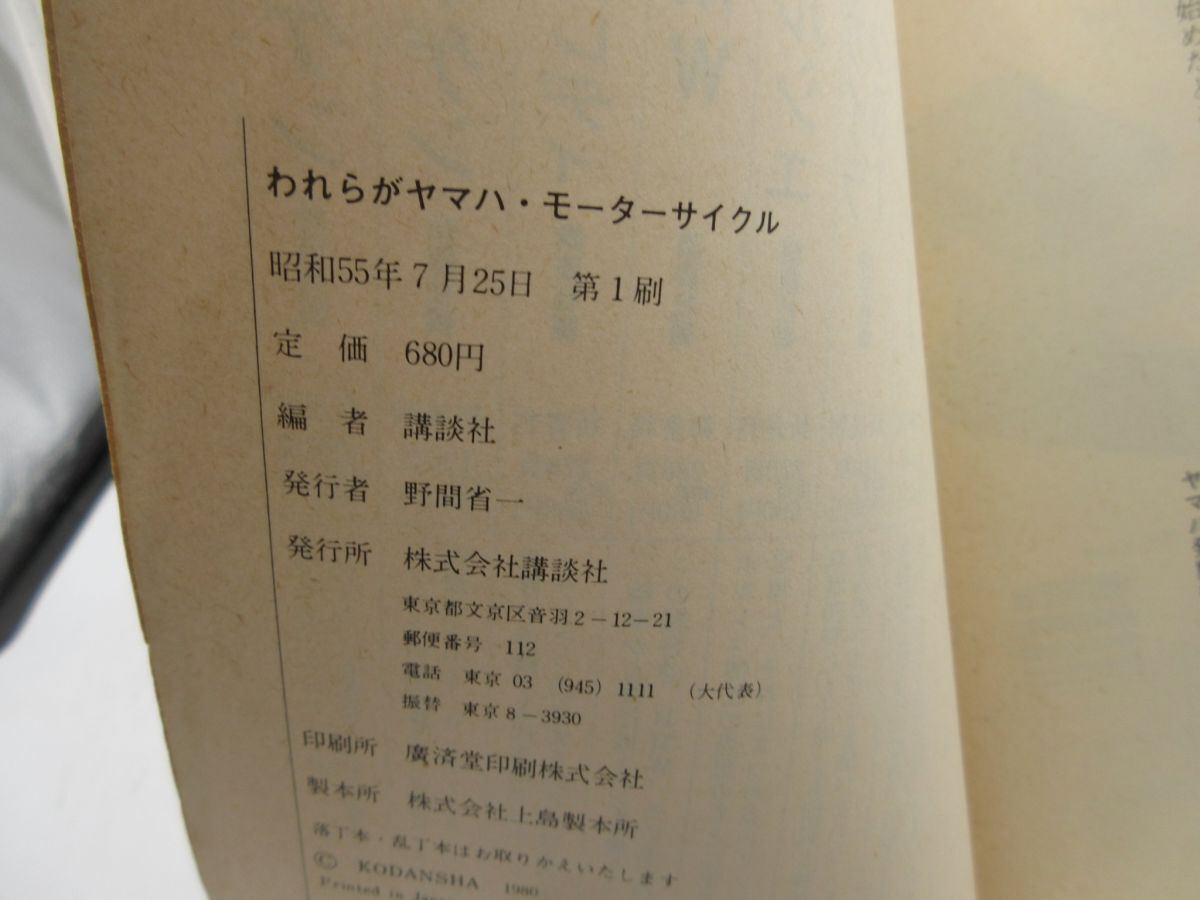 われらがヤマハ・モーターサイクル
昭和55年7月25日 第1刷
定 価 680円
編 者 講談社
発行者 野間省一
発行所 株式会社講談社
東京都文京区音羽2-12-21
郵便番号 112
電話 東京 03 (945) 1111 (大代表)
振替 東京8-3930
印刷所 廣済堂印刷株式会社
製本所 株式会社上島製本所
落丁本・乱丁本はお取りかえいたします
© KODANSHA 1980
Printed in
始めたと